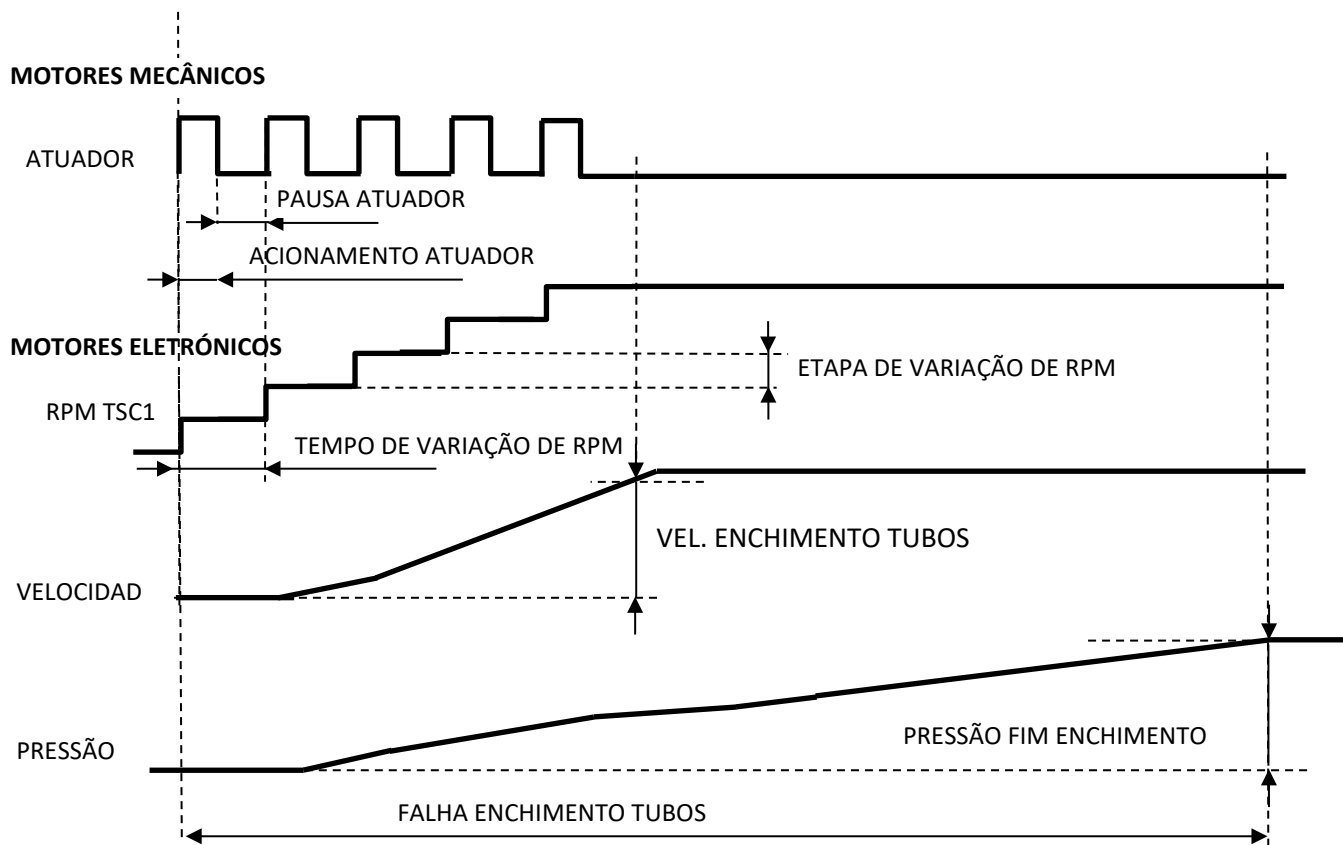 MOTORES MECÂNICOS
ATUADOR
PAUSA ATUADOR
ACIONAMENTO ATUADOR
MOTORES ELETRÓNICOS
ETAPA DE VARIAÇÃO DE RPM
RPM TSC1
TEMPO DE VARIAÇÃO DE RPM
VEL. ENCHIMENTO TUBOS
VELOCIDAD
PRESSÃO FIM ENCHIMENTO
PRESSÃO
FALHA ENCHIMENTO TUBOS